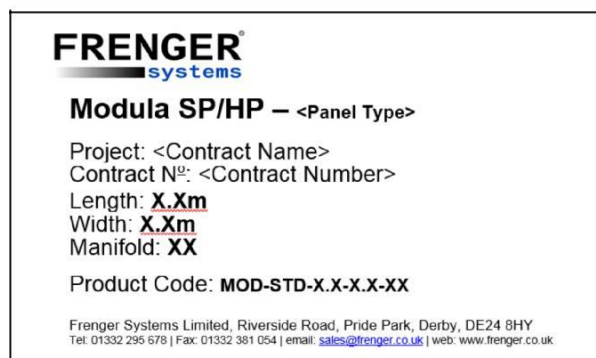 FRENGER®
systems
Modula SP/HP – <Panel Type>
Project: <Contract Name>
Contract Nº: <Contract Number>
Length: X.Xm
Width: X.Xm
Manifold: XX
Product Code: MOD-STD-X.X-X.X-XX
Frenger Systems Limited, Riverside Road, Pride Park, Derby, DE24 8HY
Tel: 01332 295 678 | Fax: 01332 381 054 | email: sales@frenger.co.uk | web: www.frenger.co.uk